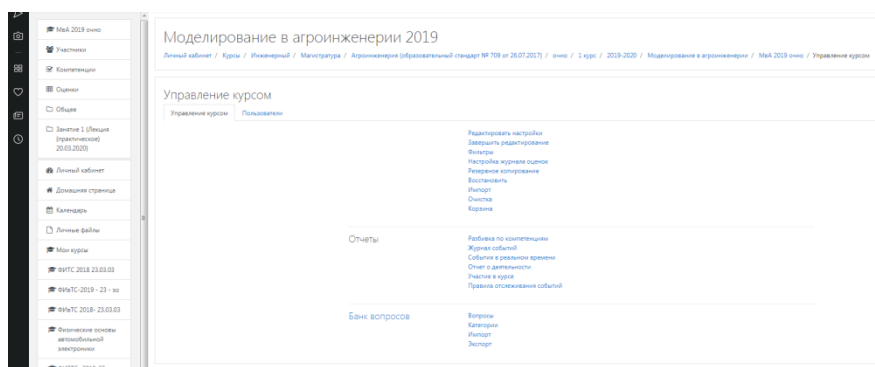 МвА 2019 очно
Участники
Компетенции
Оценки
Общее
Занятие 1 (Лекция
(практическое)
20.03.2020)
Личный кабинет
Домашняя страница
Календарь
Личные файлы
Мои курсы
ФИТС 2018 23.03.03
ФИвТС-2019 - 23 - зо
ФИвТС 2018- 23.03.03
Физические основы
автомобильной
электроники
Моделирование в агроинженерии 2019
Личный кабинет / Курсы / Инженерный / Магистратура / Агроинженерия (образовательный стандарт № 709 от 26.07.2017) / очно / 1 курс / 2019-2020 / Моделирование в агроинженерии / МвА 2019 очно / Управление курсом
Управление курсом
Управление курсом Пользователи
Редактировать настройки
Завершить редактирование
Фильтры
Настройка журнала оценок
Резервное копирование
Восстановить
Импорт
Очистка
Корзина
Отчеты
Разбивка по компетенциям
Журнал событий
События в реальном времени
Отчет о деятельности
Участие в курсе
Правила отслеживания событий
Банк вопросов
Вопросы
Категории
Импорт
Экспорт